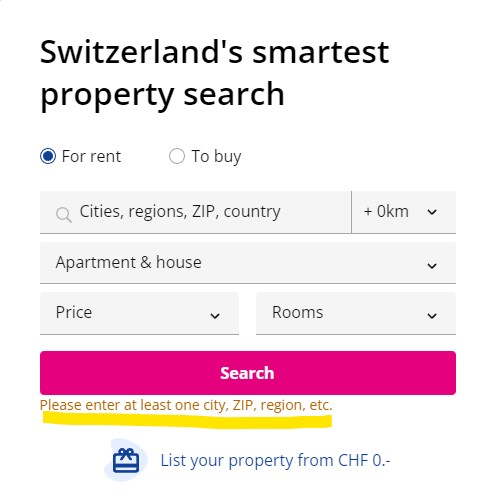 Switzerland's smartest
property search
For rent
To buy
Cities, regions, ZIP, country
+ 0km
Apartment & house
Price
Rooms
Search
Please enter at least one city, ZIP, region, etc.
List your property from CHF 0.-